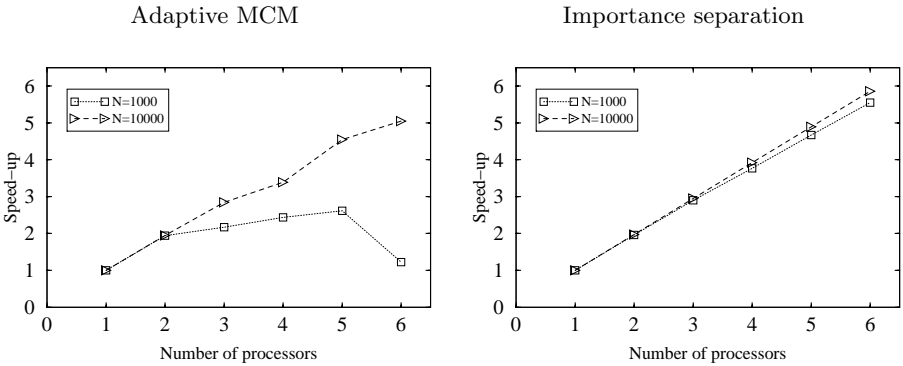 Adaptive MCM
Importance separation
6
5
4
3
2
1
0
Speed-up
N=1000
N=10000
0 1 2 3 4 5 6
Number of processors
6
5
4
3
2
1
0
Speed-up
N=1000
N=10000
0 1 2 3 4 5 6
Number of processors